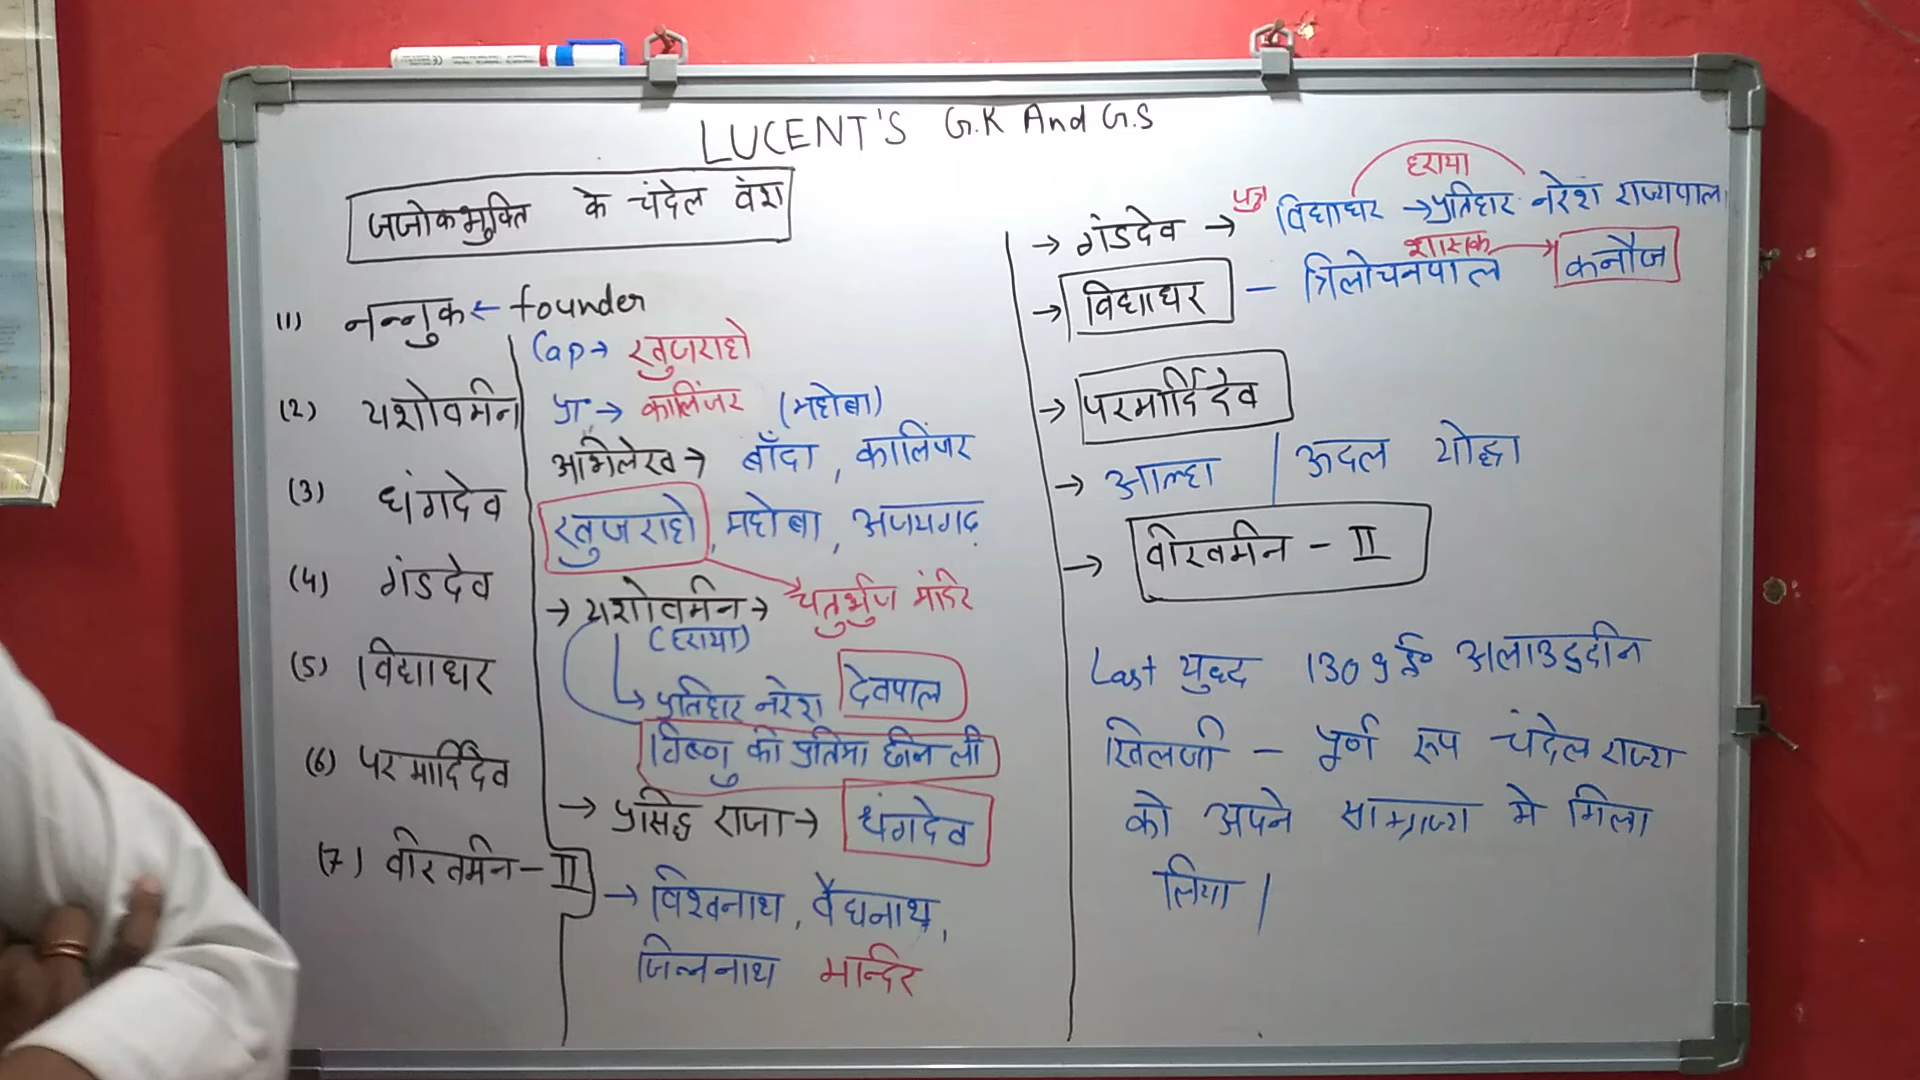 LUCENT'S G.K And G.S
जजोकभुक्ति के चंदेल वंश
(1) नन्नुक ← founder
(2) यशोवर्मन
(3) धंगदेव
(4) गंडदेव
(5) विद्याधर
(6) परमार्दिदेव
(7) वीरवर्मन - II
Cap → खजुराहो
प्रा॰ → कालिंजर (महोबा)
अभिलेख → बाँदा, कालिंजर
खजुराहो, महोबा, अजयगढ़
→ यशोवर्मन → चतुर्भुज मंदिर
(हराया)
प्रतिहार नरेश देवपाल
विष्णु की प्रतिमा छीन ली
→ प्रसिद्ध राजा → धंगदेव
→ विश्वनाथ, वैद्यनाथ,
जिननाथ मन्दिर
हराया
→ गंडदेव → पुत्र विद्याधर → प्रतिहार नरेश राज्यपाल
शासक
→ विद्याधर - त्रिलोचनपाल → कनौज
→ परमार्दिदेव
→ आल्हा / ऊदल योद्धा
→ वीरवर्मन - II
Last युध्द 1309 ई॰ अलाउद्दीन
खिलजी - पूर्ण रूप चंदेल राज्य
को अपने साम्राज्य मे मिला
लिया |